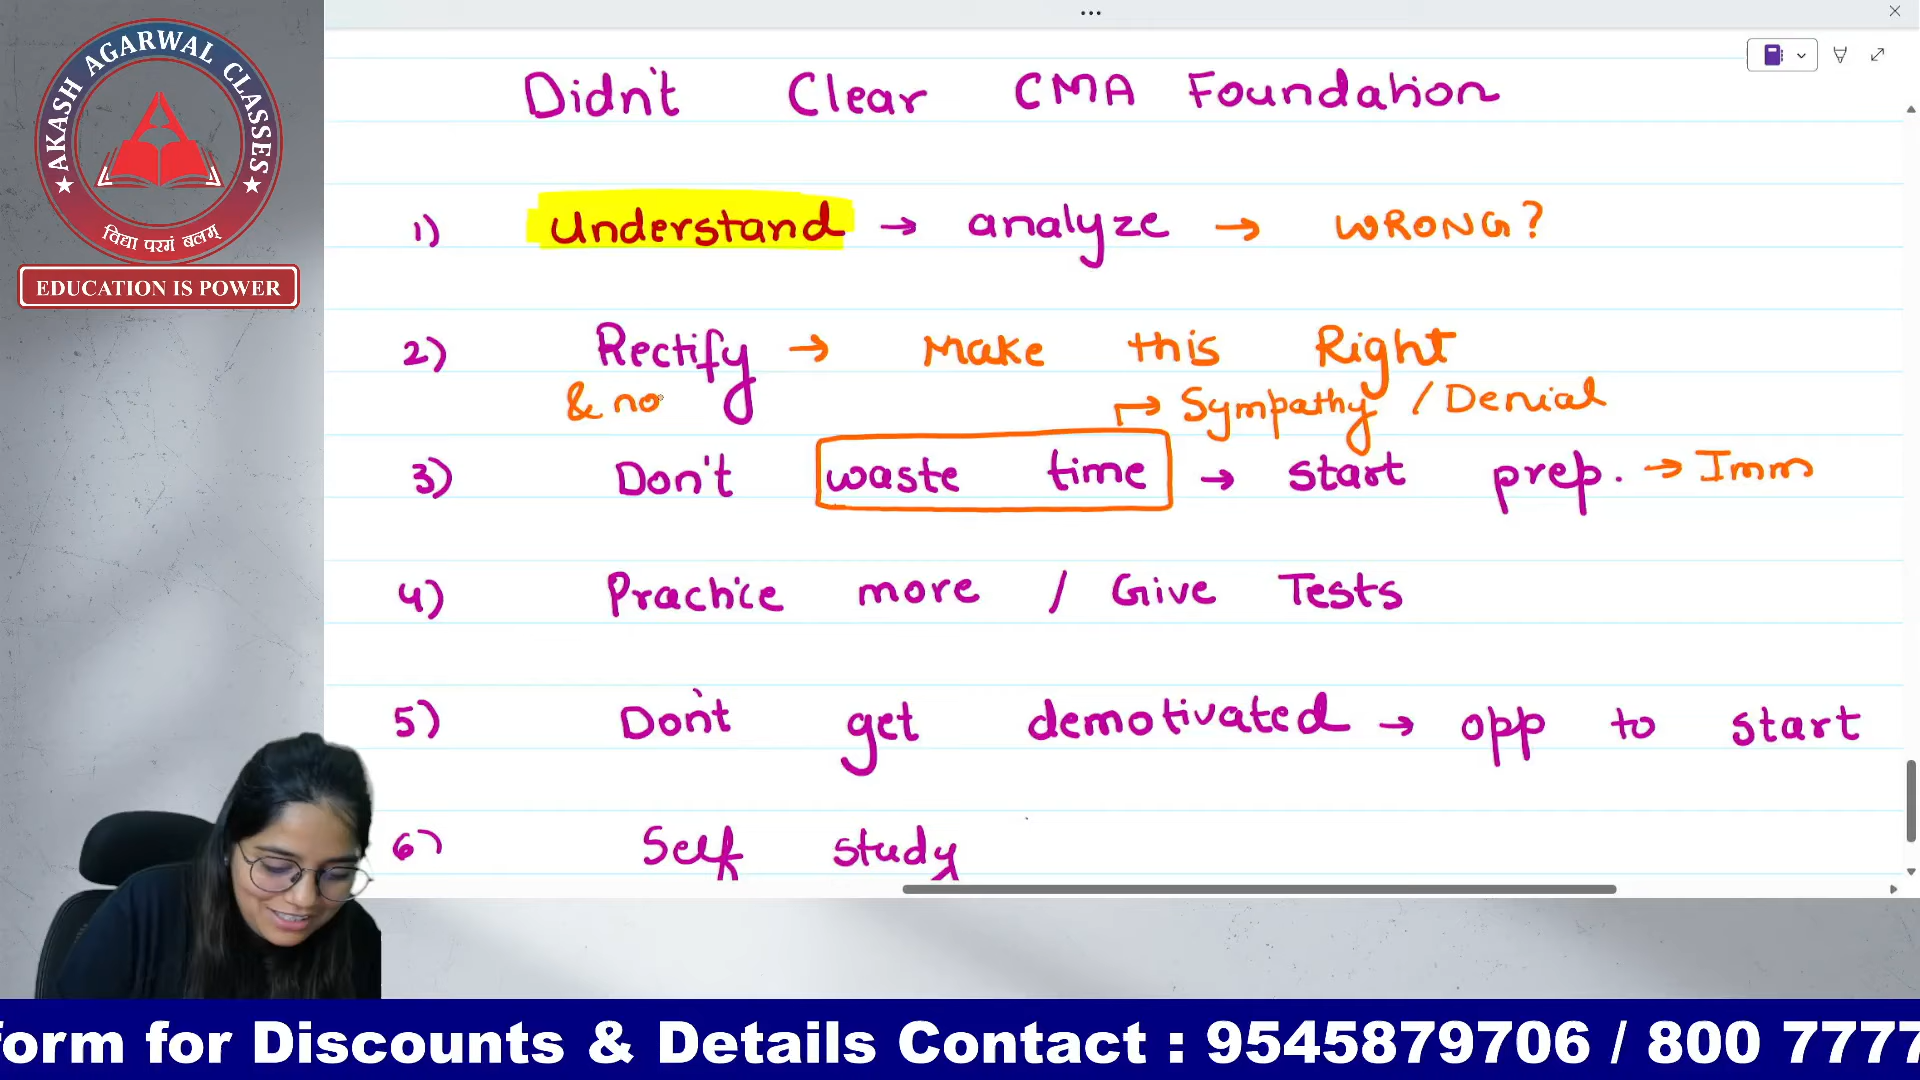 AKASH AGARWAL CLASSES
विद्या परमं बलम्
EDUCATION IS POWER
Didn't Clear CMA Foundation
1) Understand → analyze → WRONG?
2) Rectify → Make this Right
& no
↱ Sympathy / Denial
3) Don't waste time → start prep. → Imm
4) Practice more / Give Tests
5) Don't get demotivated → opp to start
6) Self study
form for Discounts & Details Contact : 9545879706 / 800 7777